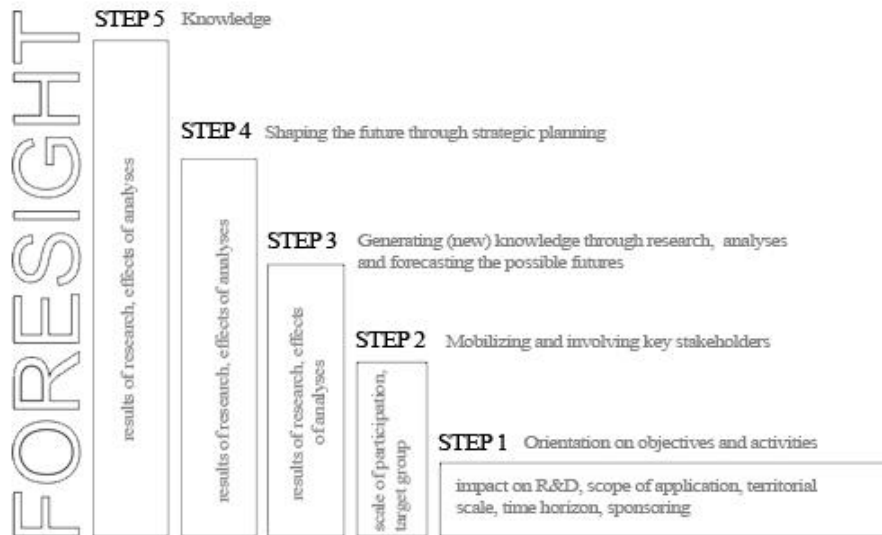 FORESIGHT
STEP 5 Knowledge
results of research, effects of analyses
STEP 4 Shaping the future through strategic planning
results of research, effects of analyses
STEP 3 Generating (new) knowledge through research, analyses
and forecasting the possible futures
results of research, effects
of analyses
STEP 2 Mobilizing and involving key stakeholders
scale of participation,
target group
STEP 1 Orientation on objectives and activities
impact on R&D, scope of application, territorial
scale, time horizon, sponsoring